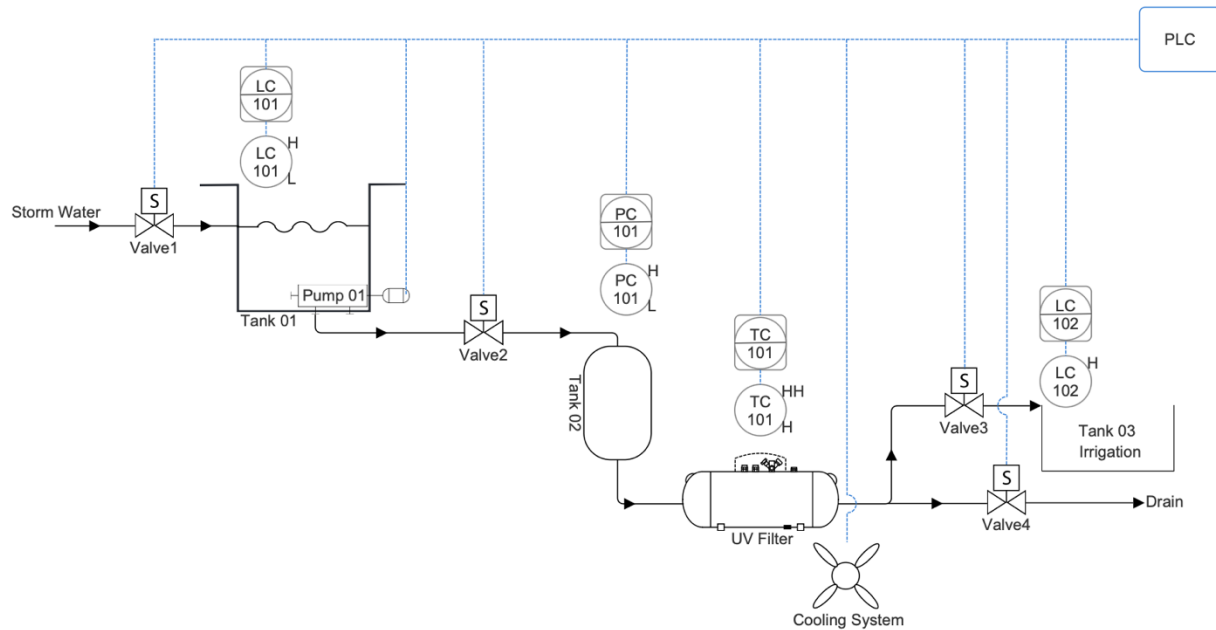 PLC
LC
101
LC
101
H
L
S
Storm Water
Valve1
Pump 01
Tank 01
S
Valve2
Tank 02
PC
101
PC
101
H
L
TC
101
TC
101
HH
H
UV Filter
Cooling System
S
Valve3
LC
102
LC
102
H
Tank 03
Irrigation
S
Valve4
Drain